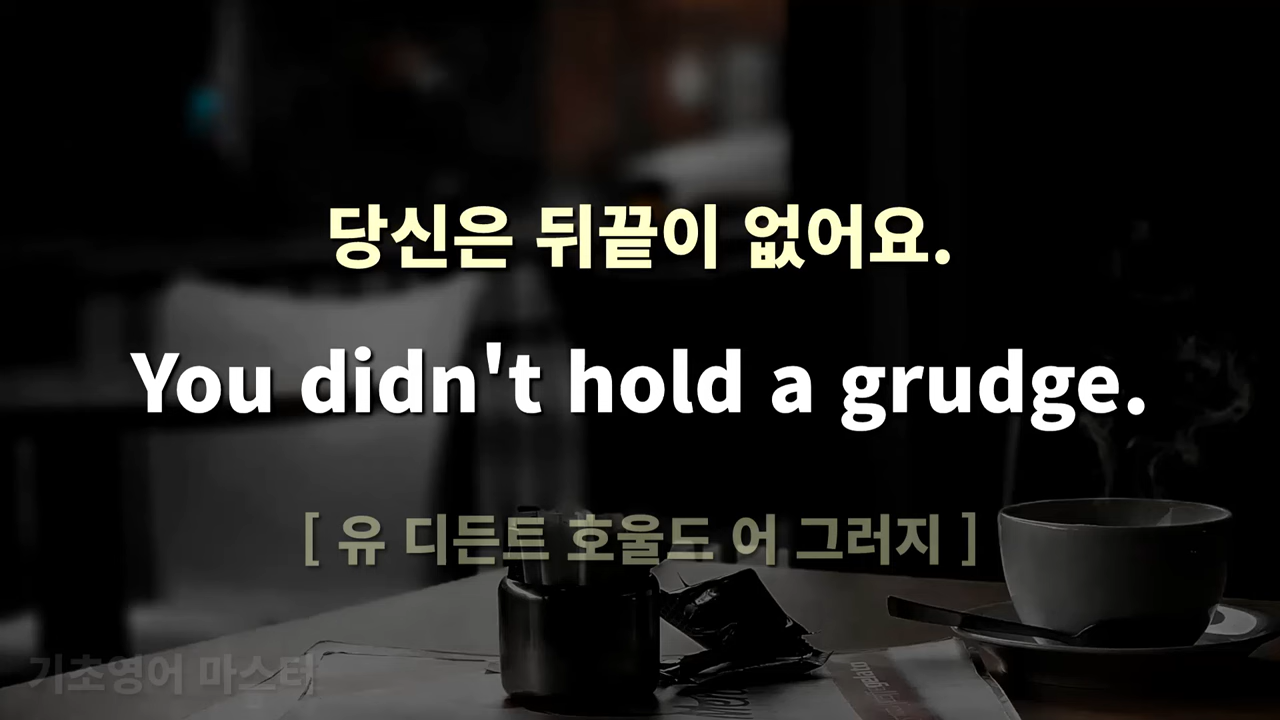 당신은 뒤끝이 없어요.
You didn't hold a grudge.
[ 유 디든트 호울드 어 그러지 ]
기초영어 마스터